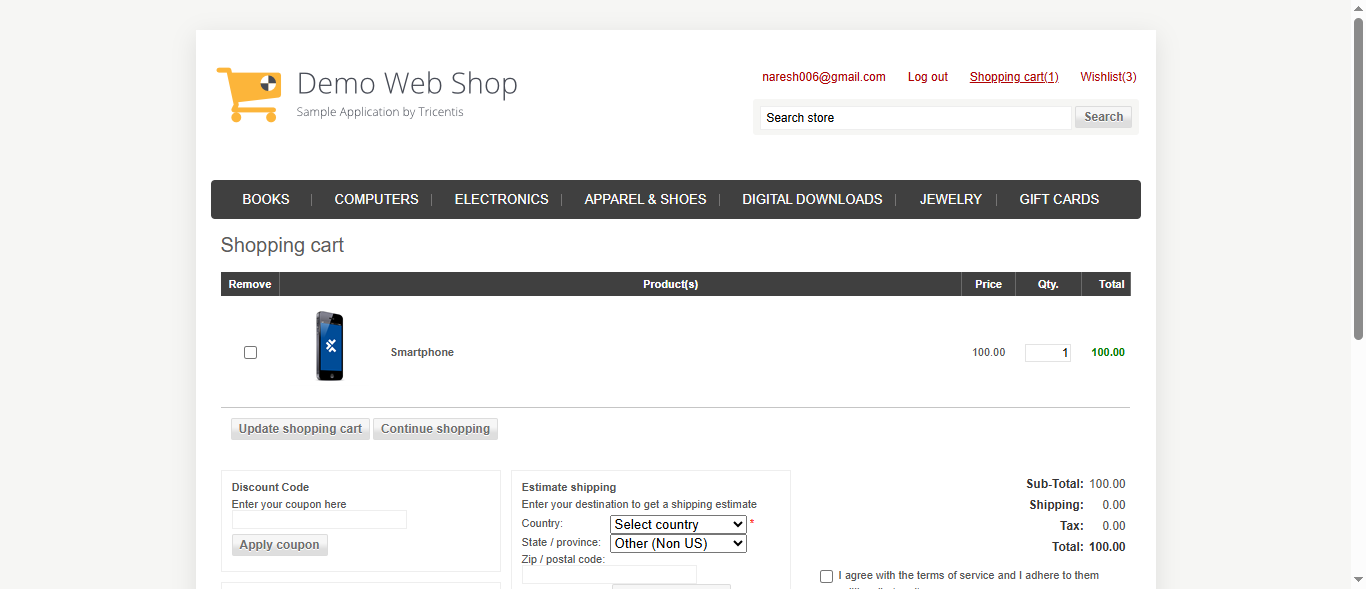 Demo Web Shop
Sample Application by Tricentis
naresh006@gmail.com Log out Shopping cart(1) Wishlist(3)
Search store Search
BOOKS COMPUTERS ELECTRONICS APPAREL & SHOES DIGITAL DOWNLOADS JEWELRY GIFT CARDS
Shopping cart
Remove Product(s) Price Qty. Total
Smartphone 100.00 1 100.00
Update shopping cart Continue shopping
Discount Code
Enter your coupon here
Apply coupon
Estimate shipping
Enter your destination to get a shipping estimate
Country: Select country *
State / province: Other (Non US)
Zip / postal code:
Sub-Total: 100.00
Shipping: 0.00
Tax: 0.00
Total: 100.00
I agree with the terms of service and I adhere to them